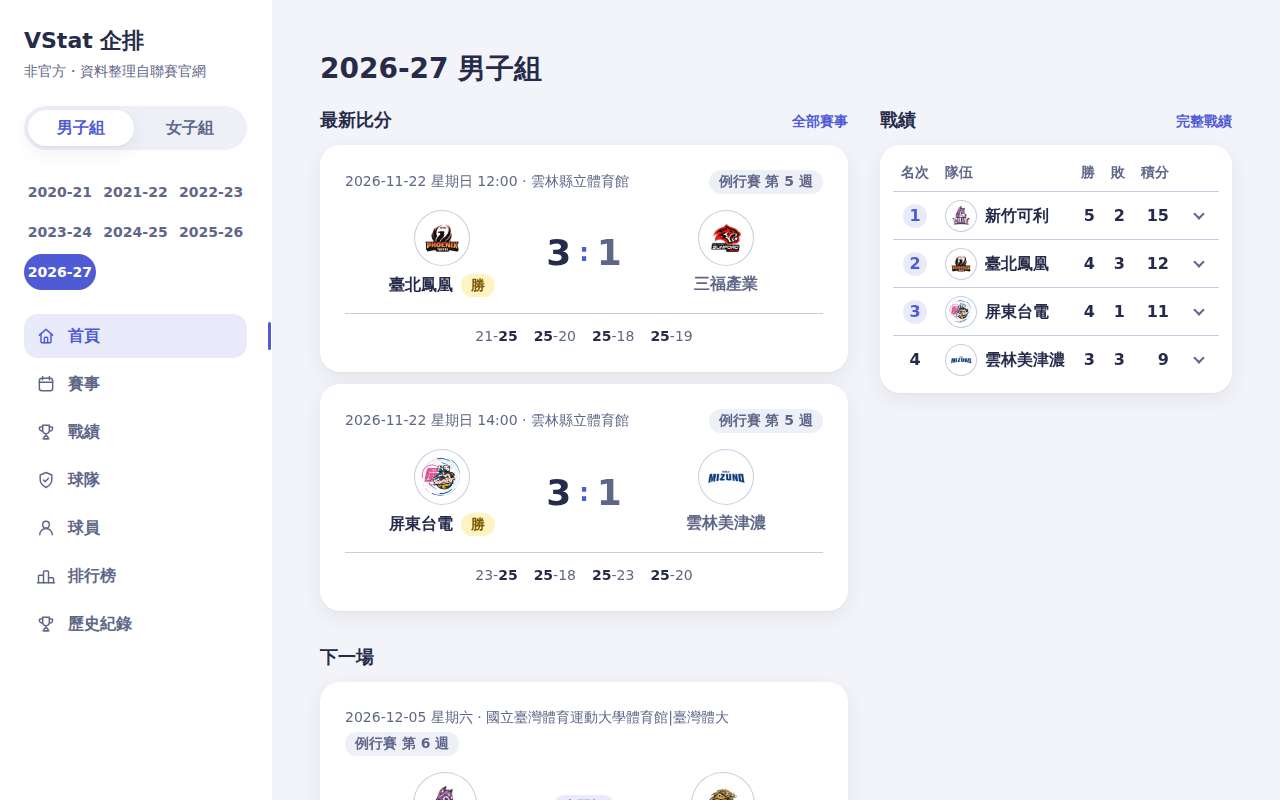 VStat 企排
非官方・資料整理自聯賽官網
男子組 女子組
2020-21 2021-22 2022-23
2023-24 2024-25 2025-26
2026-27
首頁
賽事
戰績
球隊
球員
排行榜
歷史紀錄
2026-27 男子組
最新比分 全部賽事
2026-11-22 星期日 12:00 · 雲林縣立體育館 例行賽 第 5 週
PHOENIX
SUNFORD
3 : 1
臺北鳳凰 勝 三福產業
21-25 25-20 25-18 25-19
2026-11-22 星期日 14:00 · 雲林縣立體育館 例行賽 第 5 週
MIZUNO
3 : 1
屏東台電 勝 雲林美津濃
23-25 25-18 25-23 25-20
下一場
2026-12-05 星期六 · 國立臺灣體育運動大學體育館|臺灣體大
例行賽 第 6 週
戰績 完整戰績
名次 隊伍 勝 敗 積分
1 新竹可利 5 2 15
2 臺北鳳凰 4 3 12
3 屏東台電 4 1 11
4 MIZUNO 雲林美津濃 3 3 9